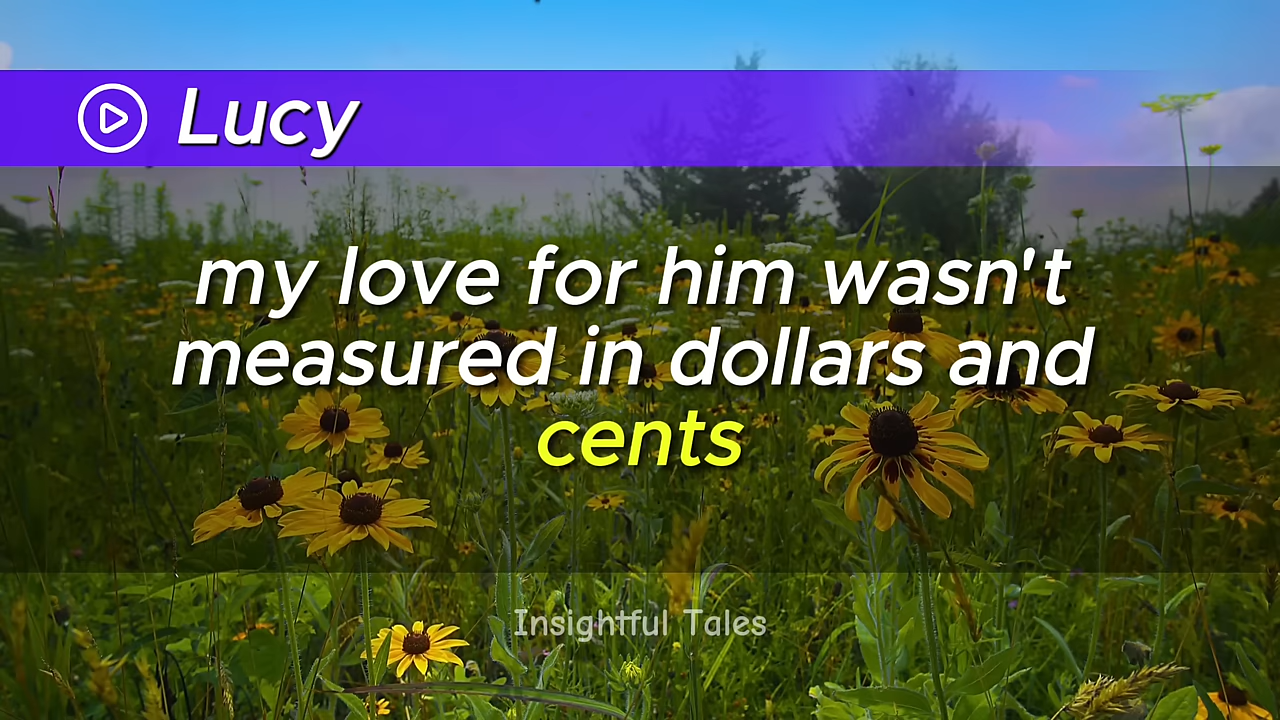 Lucy
my love for him wasn't
measured in dollars and
cents
Insightful Tales